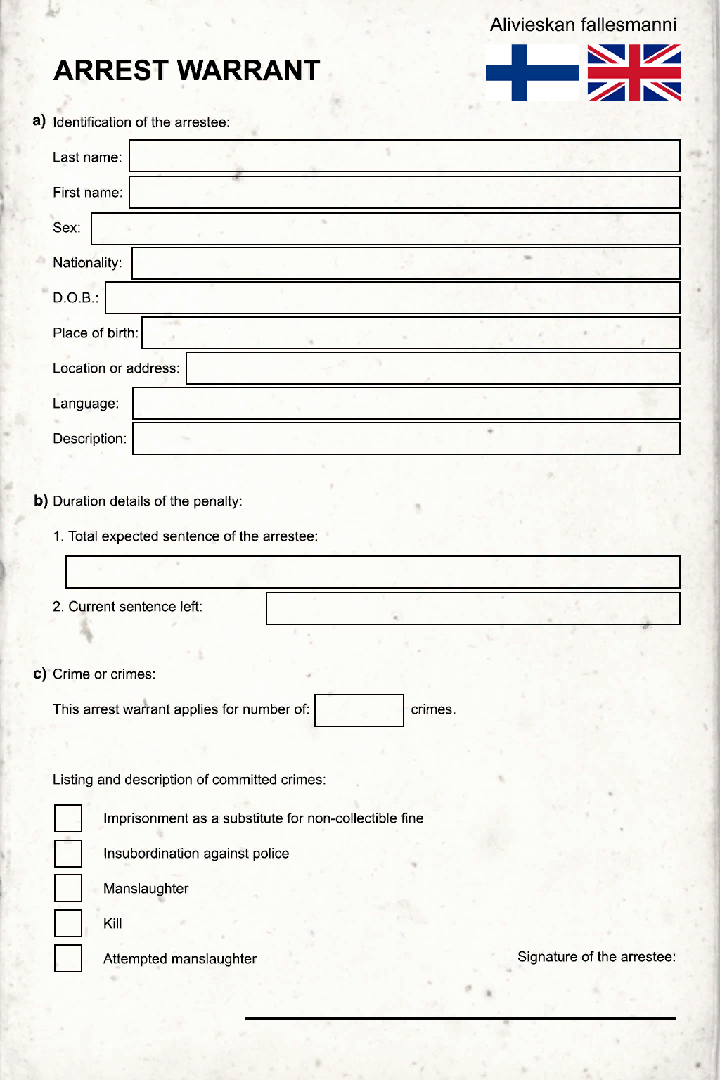 Alivieskan fallesmanni
ARREST WARRANT
a) Identification of the arrestee:
Last name:
First name:
Sex:
Nationality:
D.O.B.:
Place of birth:
Location or address:
Language:
Description:
b) Duration details of the penalty:
1. Total expected sentence of the arrestee:
2. Current sentence left:
c) Crime or crimes:
This arrest warrant applies for number of: crimes.
Listing and description of committed crimes:
Imprisonment as a substitute for non-collectible fine
Insubordination against police
Manslaughter
Kill
Attempted manslaughter
Signature of the arrestee: